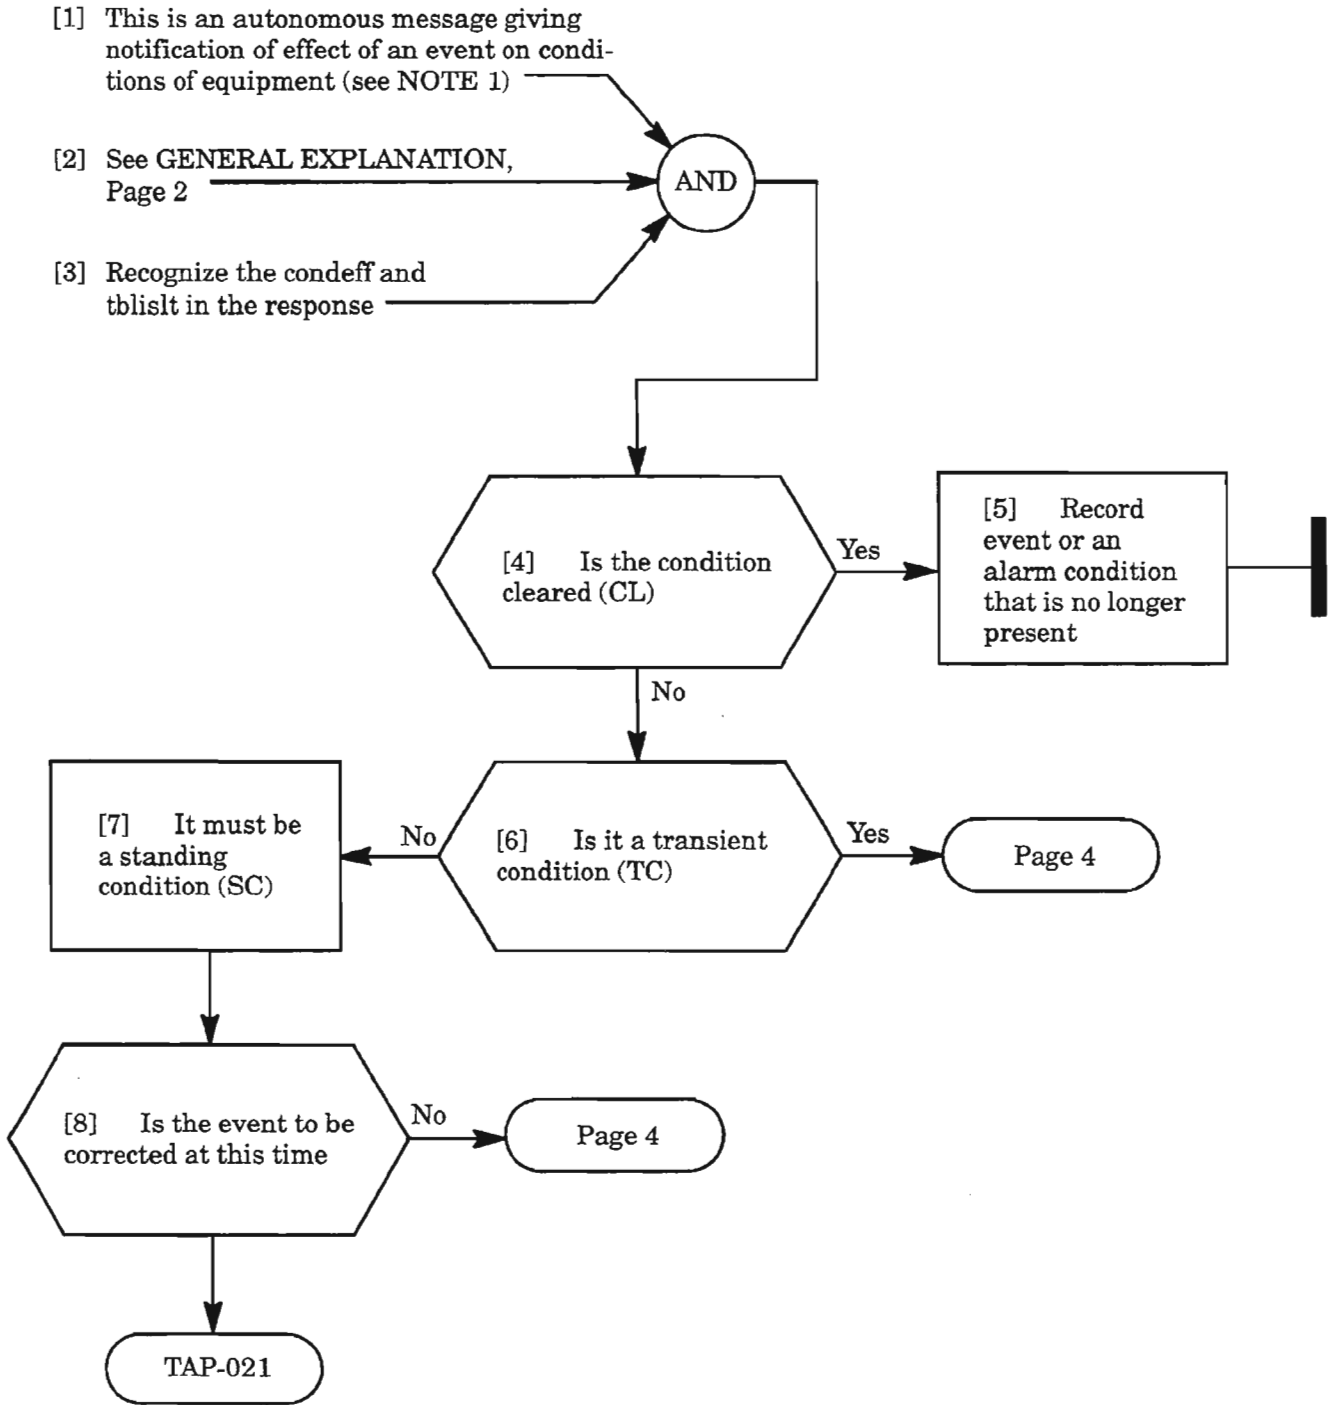 [1] This is an autonomous message giving
notification of effect of an event on condi-
tions of equipment (see NOTE 1)
[2] See GENERAL EXPLANATION,
Page 2
AND
[3] Recognize the condeff and
tblislt in the response
[4] Is the condition
cleared (CL)
Yes
[5] Record
event or an
alarm condition
that is no longer
present
No
[6] Is it a transient
condition (TC)
Yes
Page 4
No
[7] It must be
a standing
condition (SC)
[8] Is the event to be
corrected at this time
No
Page 4
TAP-021